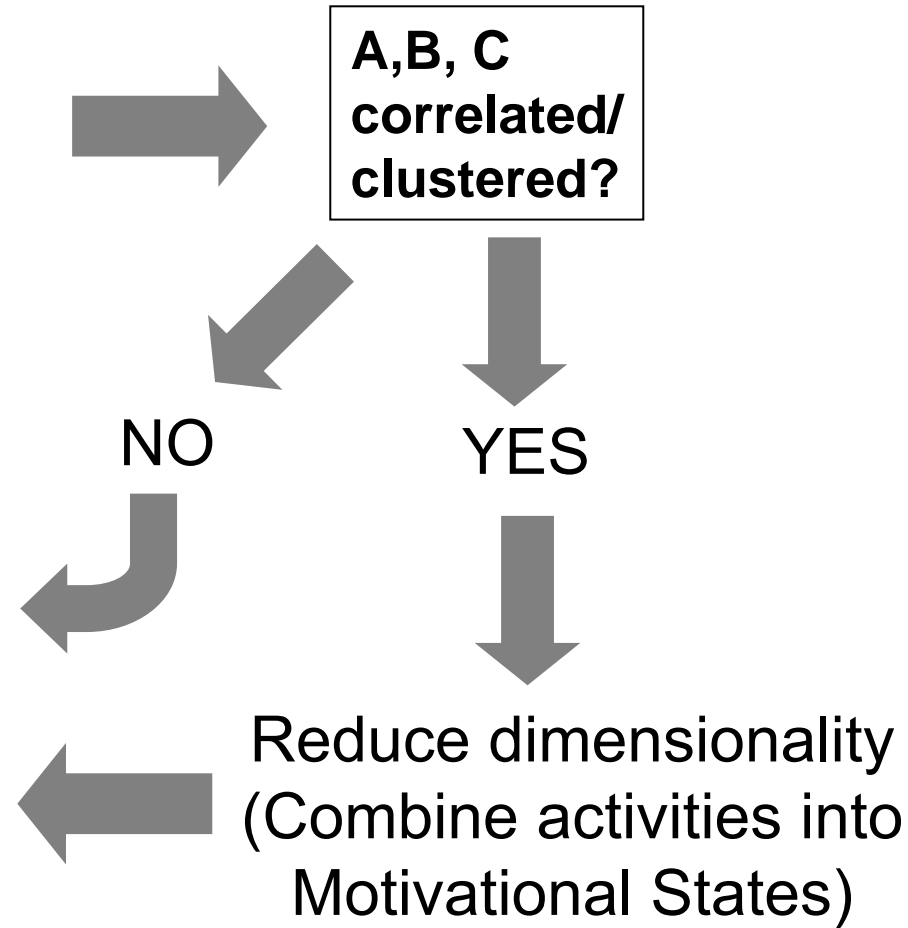 A,B, C
correlated/
clustered?
NO
YES
Reduce dimensionality
(Combine activities into
Motivational States)